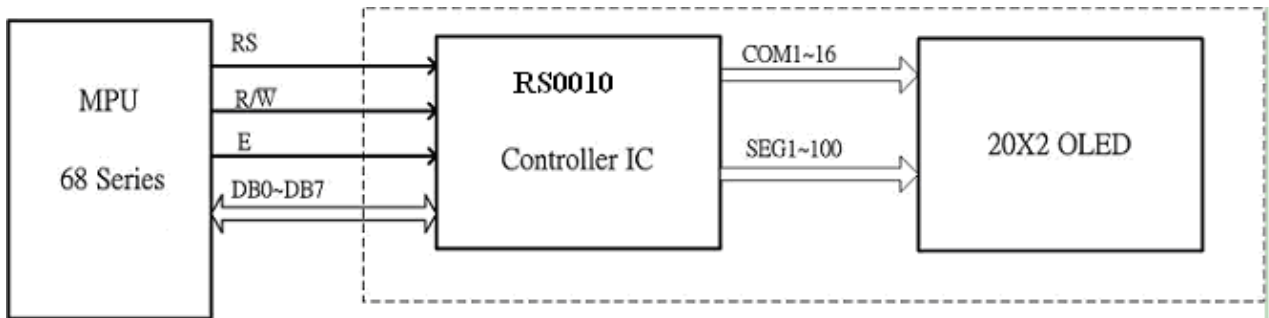 MPU
68 Series
RS
R/W
E
DB0~DB7
RS0010
Controller IC
COM1~16
SEG1~100
20X2 OLED